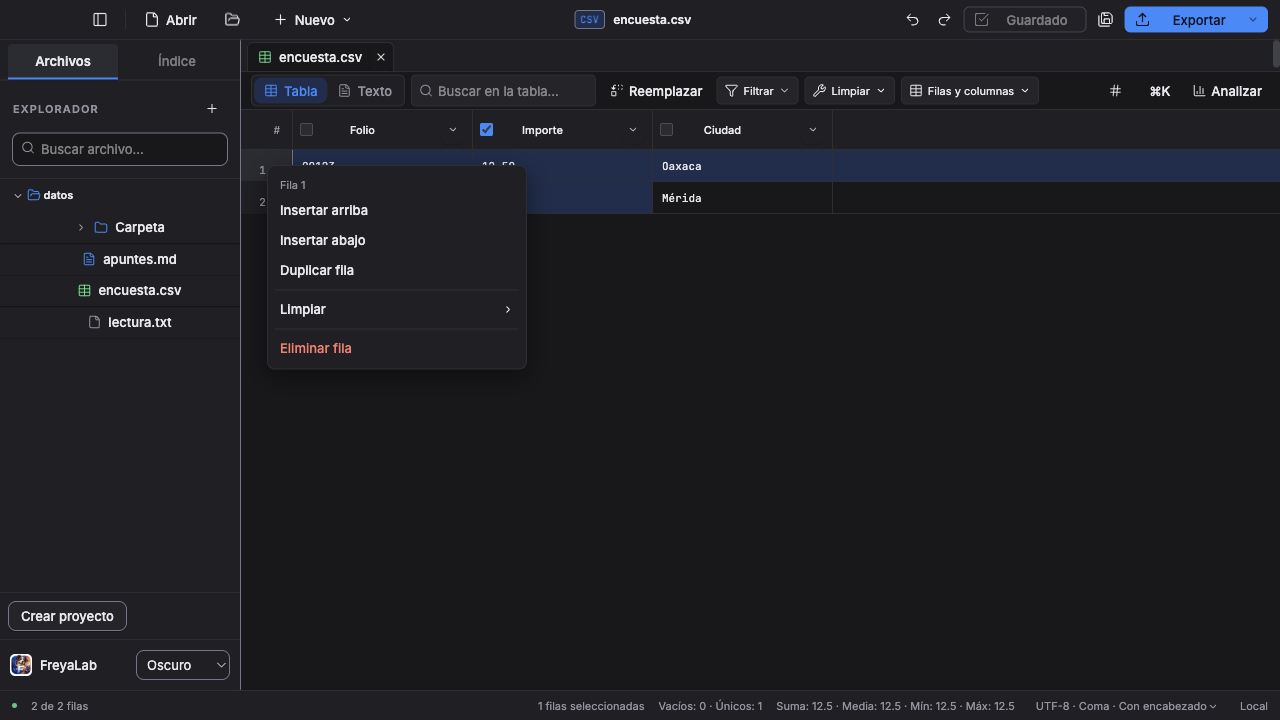 Abrir
Nuevo
CSV encuesta.csv
Guardado
Exportar
Archivos
Índice
encuesta.csv
EXPLORADOR
Tabla
Texto
Buscar en la tabla...
Reemplazar
Filtrar
Limpiar
Filas y columnas
#
⌘K
Analizar
Buscar archivo...
# Folio Importe Ciudad
datos
1 Oaxaca
2 Mérida
Carpeta
apuntes.md
encuesta.csv
lectura.txt
Fila 1
Insertar arriba
Insertar abajo
Duplicar fila
Limpiar
Eliminar fila
Crear proyecto
FreyaLab
Oscuro
2 de 2 filas
1 filas seleccionadas
Vacíos: 0 · Únicos: 1
Suma: 12.5 · Media: 12.5 · Mín: 12.5 · Máx: 12.5
UTF-8 · Coma · Con encabezado
Local